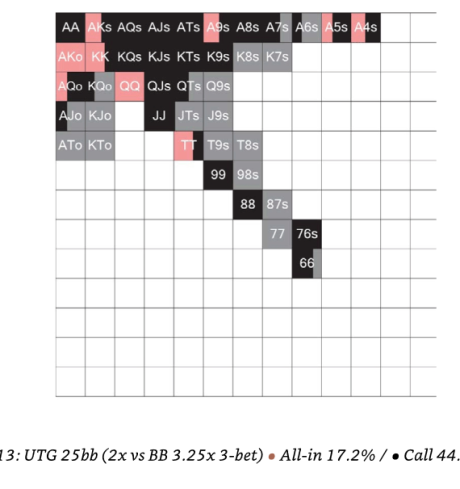 AA AKs AQs AJs ATs A9s A8s A7s A6s A5s A4s
AKo KK KQs KJs KTs K9s K8s K7s
AQo KQo QQ QJs QTs Q9s
AJo KJo JJ JTs J9s
ATo KTo TT T9s T8s
99 98s
88 87s
77 76s
66
13: UTG 25bb (2x vs BB 3.25x 3-bet) • All-in 17.2% / • Call 44.